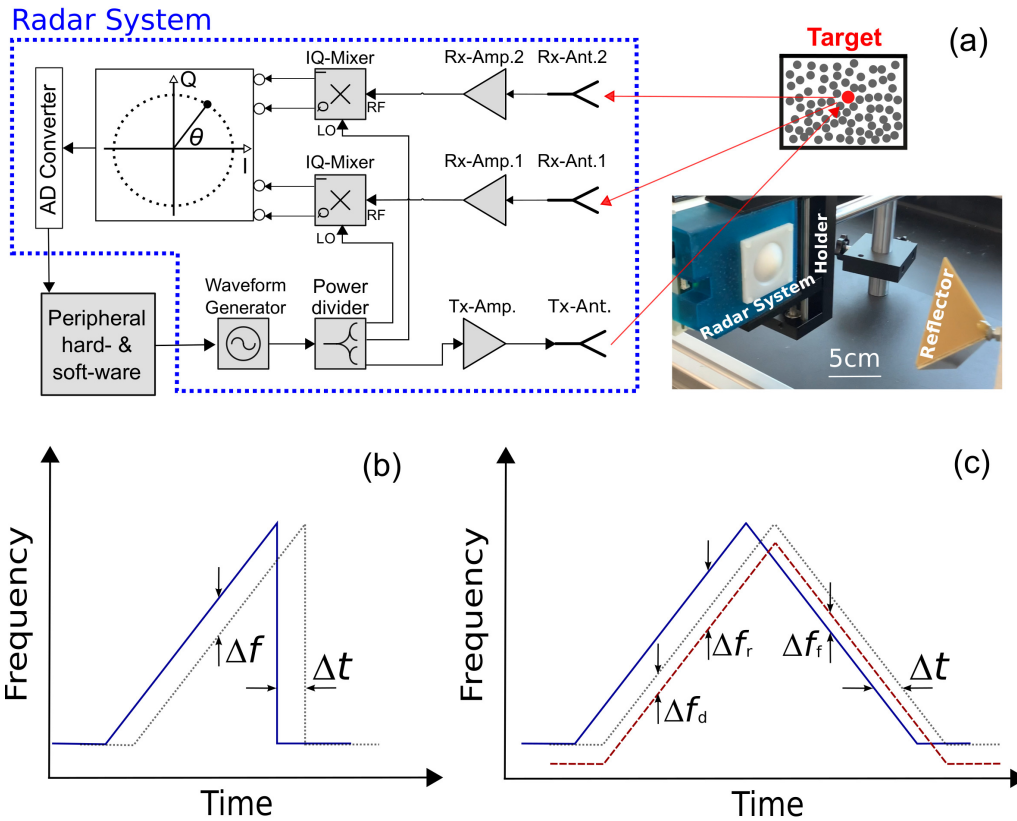 Radar System
(a)
Target
IQ-Mixer
Rx-Amp.2
Rx-Ant.2
AD Converter
Q
I
θ
I
Q
RF
LO
IQ-Mixer
Rx-Amp.1
Rx-Ant.1
I
Q
RF
LO
Waveform
Generator
Power
divider
Tx-Amp.
Tx-Ant.
Peripheral
hard- &
soft-ware
Radar System
Holder
Reflector
5cm
(b)
Frequency
Δf
Δt
Time
(c)
Frequency
Δfr
Δff
Δt
Δfd
Time